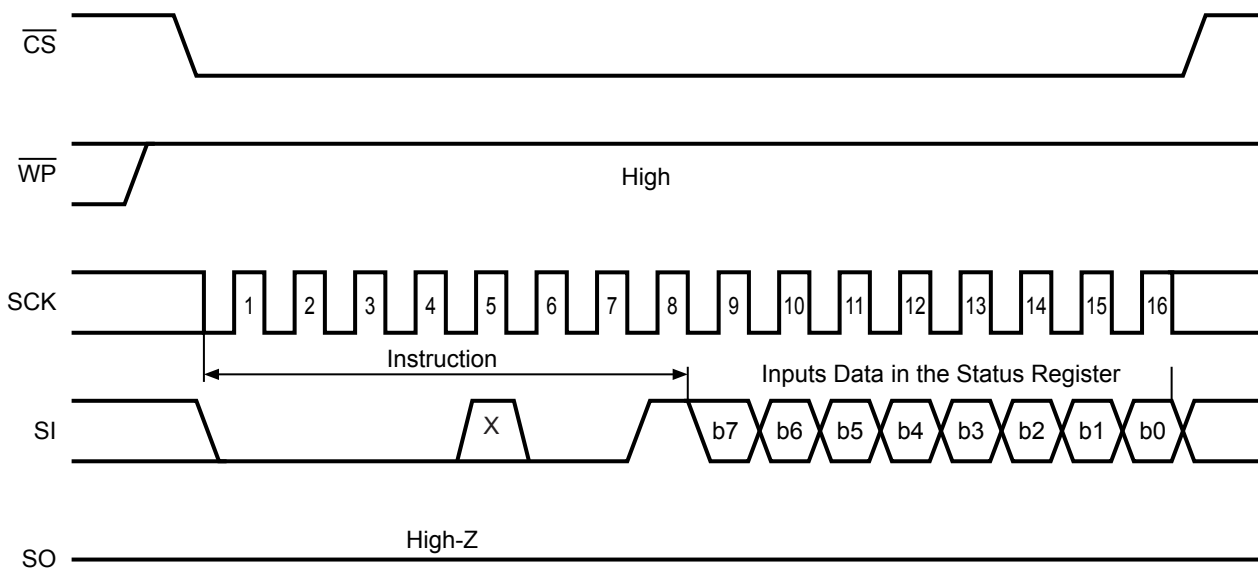 CS
WP
High
SCK
1 2 3 4 5 6 7 8 9 10 11 12 13 14 15 16
Instruction
Inputs Data in the Status Register
SI
X
b7 b6 b5 b4 b3 b2 b1 b0
High-Z
SO